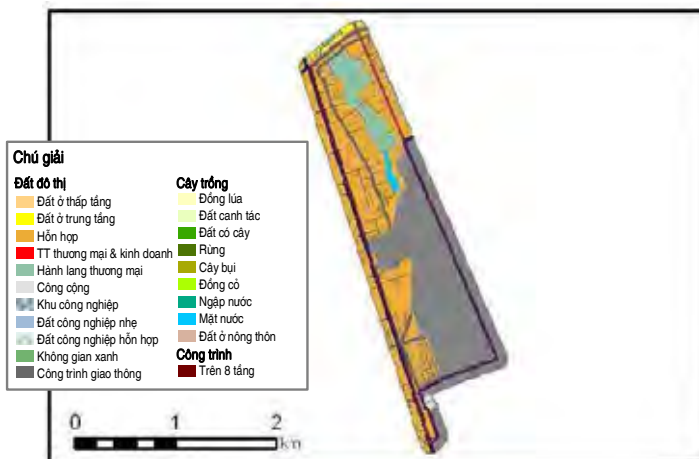 Chú giải
Đất đô thị
Đất ở thấp tầng
Đất ở trung tầng
Hỗn hợp
TT thương mại & kinh doanh
Hành lang thương mại
Công cộng
Khu công nghiệp
Đất công nghiệp nhẹ
Đất công nghiệp hỗn hợp
Không gian xanh
Công trình giao thông
Cây trồng
Đồng lúa
Đất canh tác
Đất có cây
Rừng
Cây bụi
Đồng cỏ
Ngập nước
Mặt nước
Đất ở nông thôn
Công trình
Trên 8 tầng
0 1 2
km